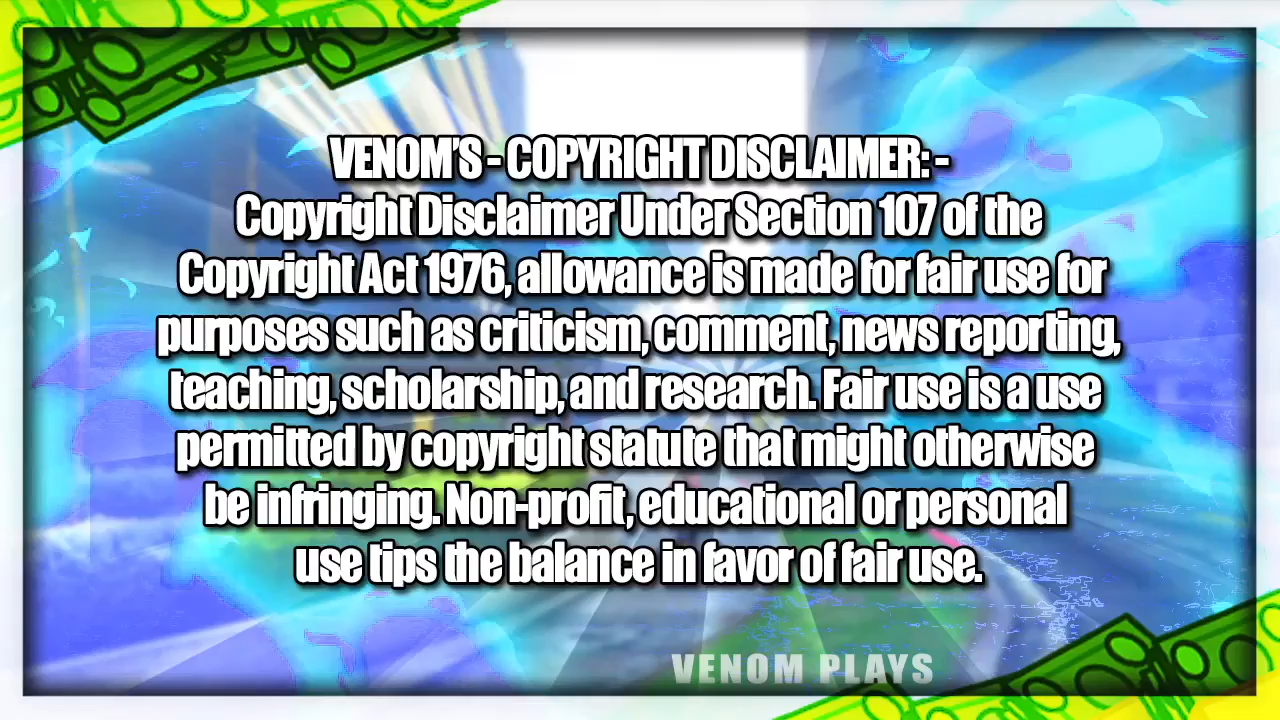 VENOM'S - COPYRIGHT DISCLAIMER: -
Copyright Disclaimer Under Section 107 of the
Copyright Act 1976, allowance is made for fair use for
purposes such as criticism, comment, news reporting,
teaching, scholarship, and research. Fair use is a use
permitted by copyright statute that might otherwise
be infringing. Non-profit, educational or personal
use tips the balance in favor of fair use.
VENOM PLAYS